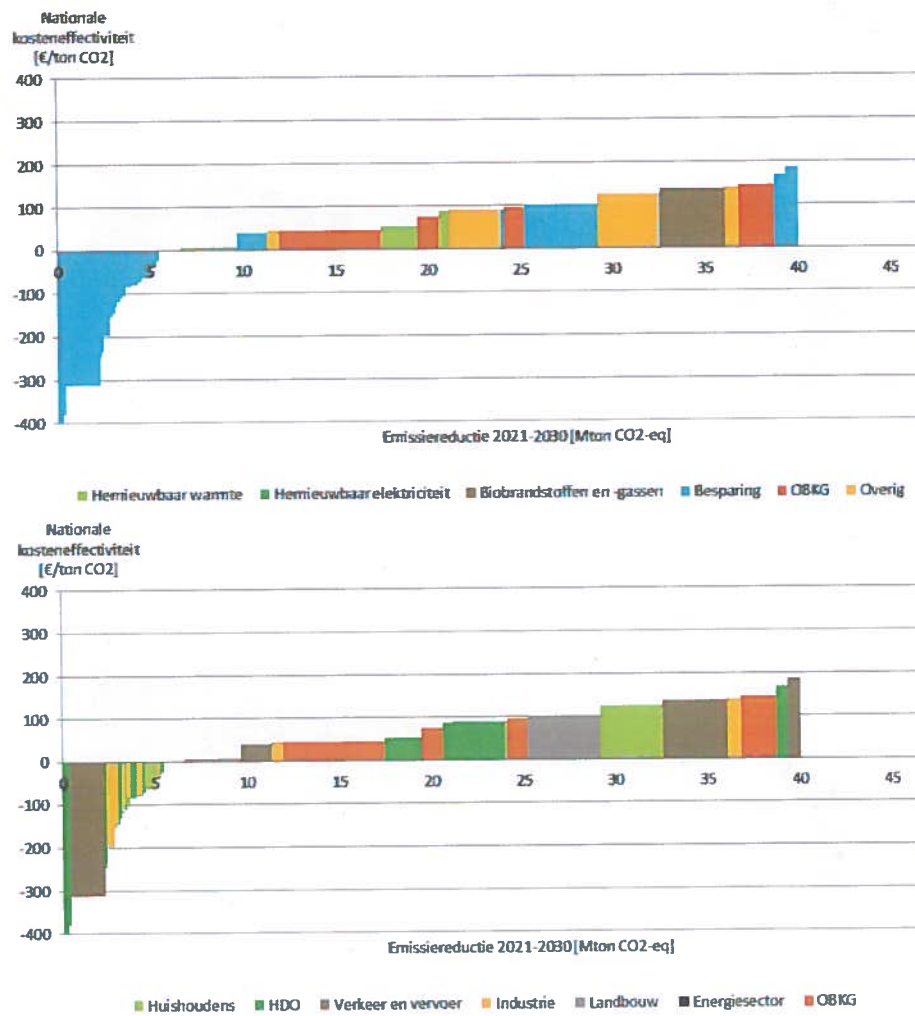 Nationale
kosteneffectiviteit
[€/ton CO2]
400
300
200
100
0
-100
-200
-300
-400
0 5 10 15 20 25 30 35 40 45
Emissiereductie 2021-2030 [Mton CO2-eq]
Hernieuwbaar warmte Hernieuwbaar elektriciteit Biobrandstoffen en -gassen Besparing OBKG Overig
Nationale
kosteneffectiviteit
[€/ton CO2]
400
300
200
100
0
-100
-200
-300
-400
0 5 10 15 20 25 30 35 40 45
Emissiereductie 2021-2030 [Mton CO2-eq]
Huishoudens HDO Verkeer en vervoer Industrie Landbouw Energiesector OBKG